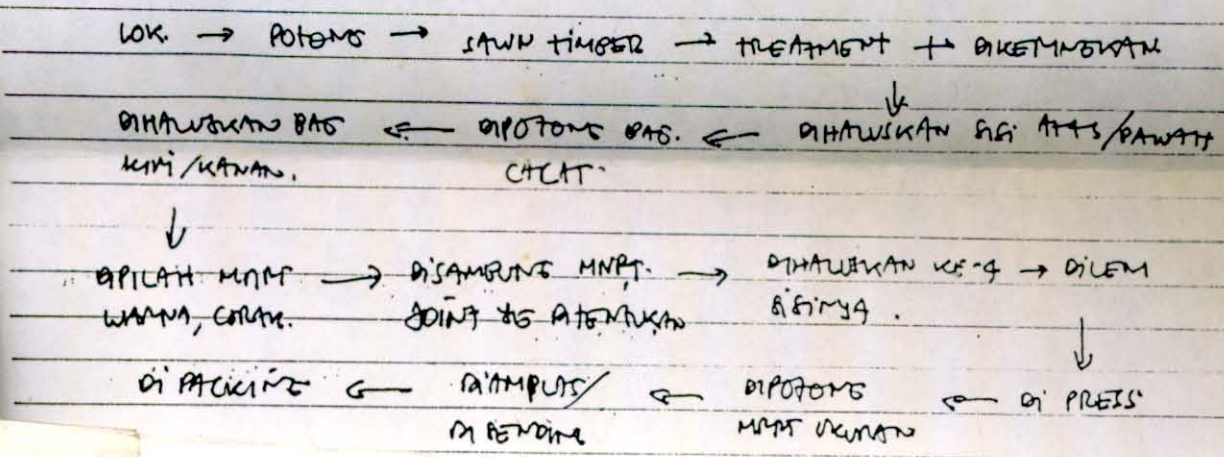 LOK. → POTONG → SAWN TIMBER → TREATMENT + DIKERINGKAN
↓
DIHALUSKAN BAG ← DIPOTONG BAG. ← DIHALUSKAN SISI ATAS/BAWAH
KIRI/KANAN. CACAT.
↓
DIPILAH MNRT → DISAMBUNG MNRT. → DIHALUSKAN KE-4 → DILEM
WARNA, CORAK. JOINT YG DITENTUKAN SISINYA.
↓
DI PACKING ← DIAMPLAS/ ← DIPOTONG ← DI PRESS
MNRT UKURAN